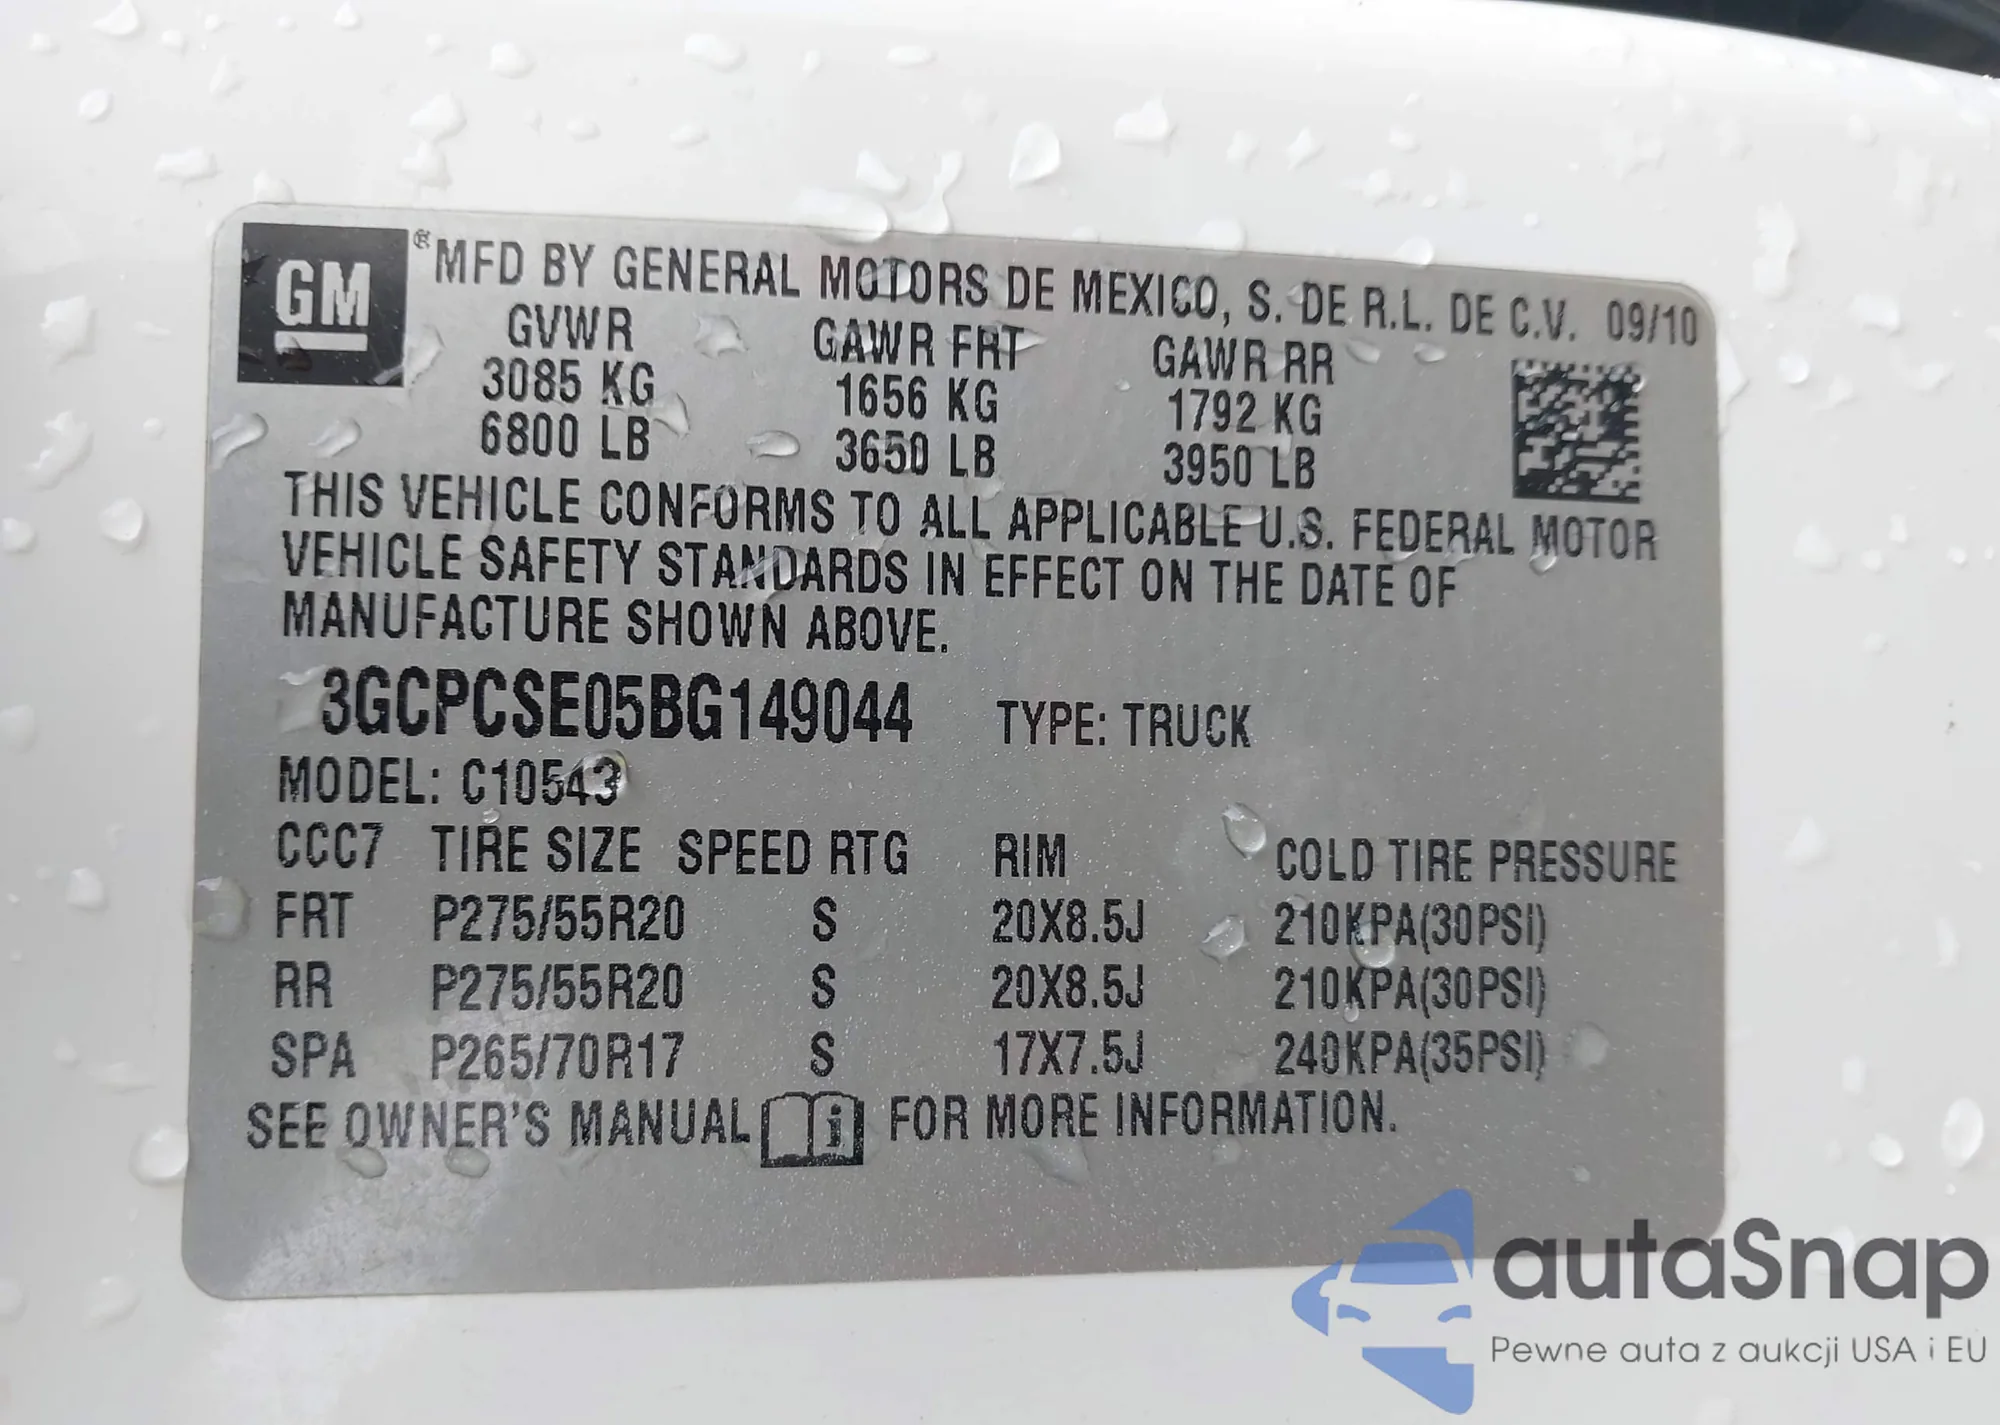 GM ® MFD BY GENERAL MOTORS DE MEXICO, S. DE R.L. DE C.V. 09/10
GVWR GAWR FRT GAWR RR
3085 KG 1656 KG 1792 KG
6800 LB 3650 LB 3950 LB
THIS VEHICLE CONFORMS TO ALL APPLICABLE U.S. FEDERAL MOTOR
VEHICLE SAFETY STANDARDS IN EFFECT ON THE DATE OF
MANUFACTURE SHOWN ABOVE.
3GCPCSE05BG149044 TYPE: TRUCK
MODEL: C10543
CCC7 TIRE SIZE SPEED RTG RIM COLD TIRE PRESSURE
FRT P275/55R20 S 20X8.5J 210KPA(30PSI)
RR P275/55R20 S 20X8.5J 210KPA(30PSI)
SPA P265/70R17 S 17X7.5J 240KPA(35PSI)
SEE OWNER'S MANUAL i FOR MORE INFORMATION.
autaSnap
Pewne auta z aukcji USA i EU